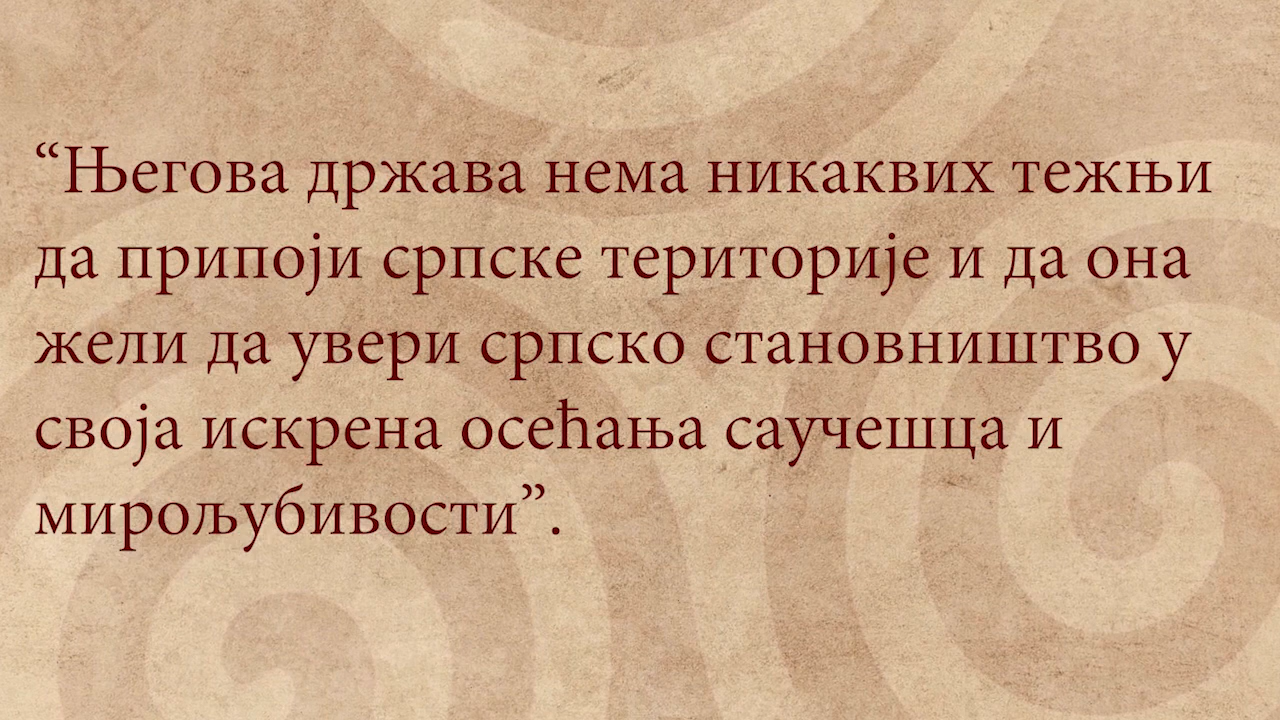 “Његова држава нема никаквих тежњи
да припоји српске територије и да она
жели да увери српско становништво у
своја искрена осећања саучешца и
мирољубивости”.